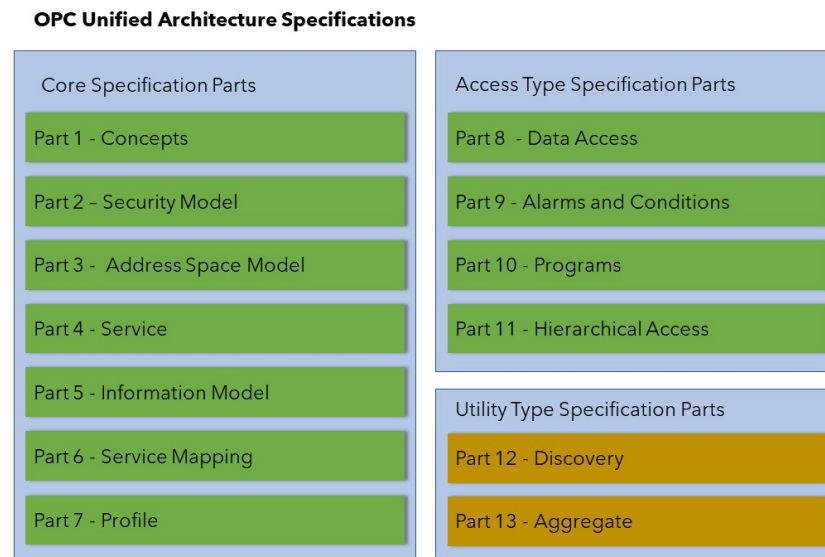 OPC Unified Architecture Specifications
Core Specification Parts
Part 1 - Concepts
Part 2 – Security Model
Part 3 - Address Space Model
Part 4 - Service
Part 5 - Information Model
Part 6 - Service Mapping
Part 7 - Profile
Access Type Specification Parts
Part 8 - Data Access
Part 9 - Alarms and Conditions
Part 10 - Programs
Part 11 - Hierarchical Access
Utility Type Specification Parts
Part 12 - Discovery
Part 13 - Aggregate